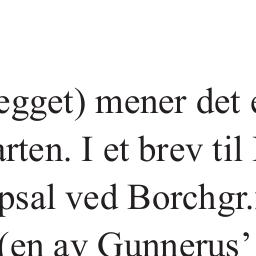 egget) mener det
arten. I et brev til
psal ved Borchgr.
(en av Gunnerus’